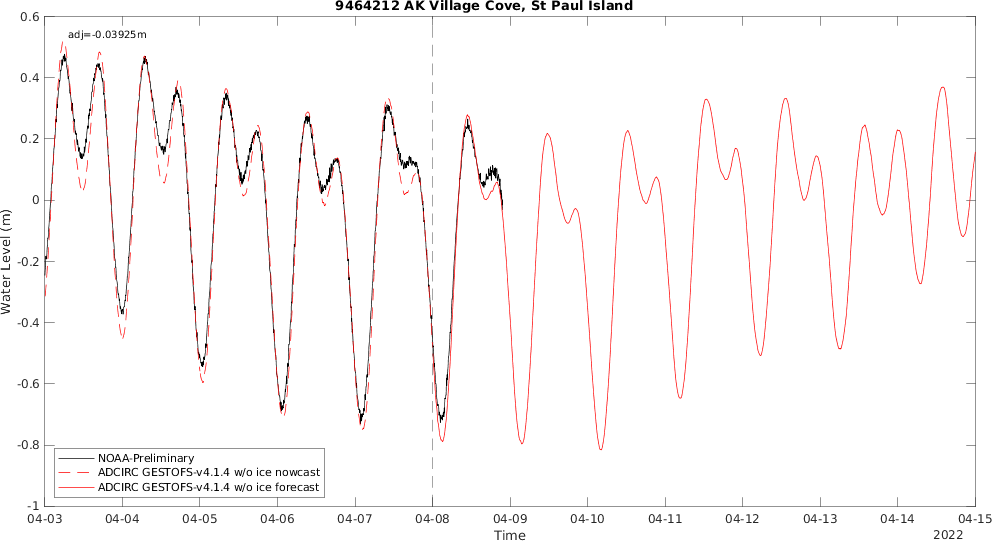 9464212 AK Village Cove, St Paul Island
adj=-0.03925m
0.6
0.4
0.2
0
-0.2
-0.4
-0.6
-0.8
-1
Water Level (m)
NOAA-Preliminary
ADCIRC GESTOFS-v4.1.4 w/o ice nowcast
ADCIRC GESTOFS-v4.1.4 w/o ice forecast
04-03 04-04 04-05 04-06 04-07 04-08 04-09 04-10 04-11 04-12 04-13 04-14 04-15
Time
2022